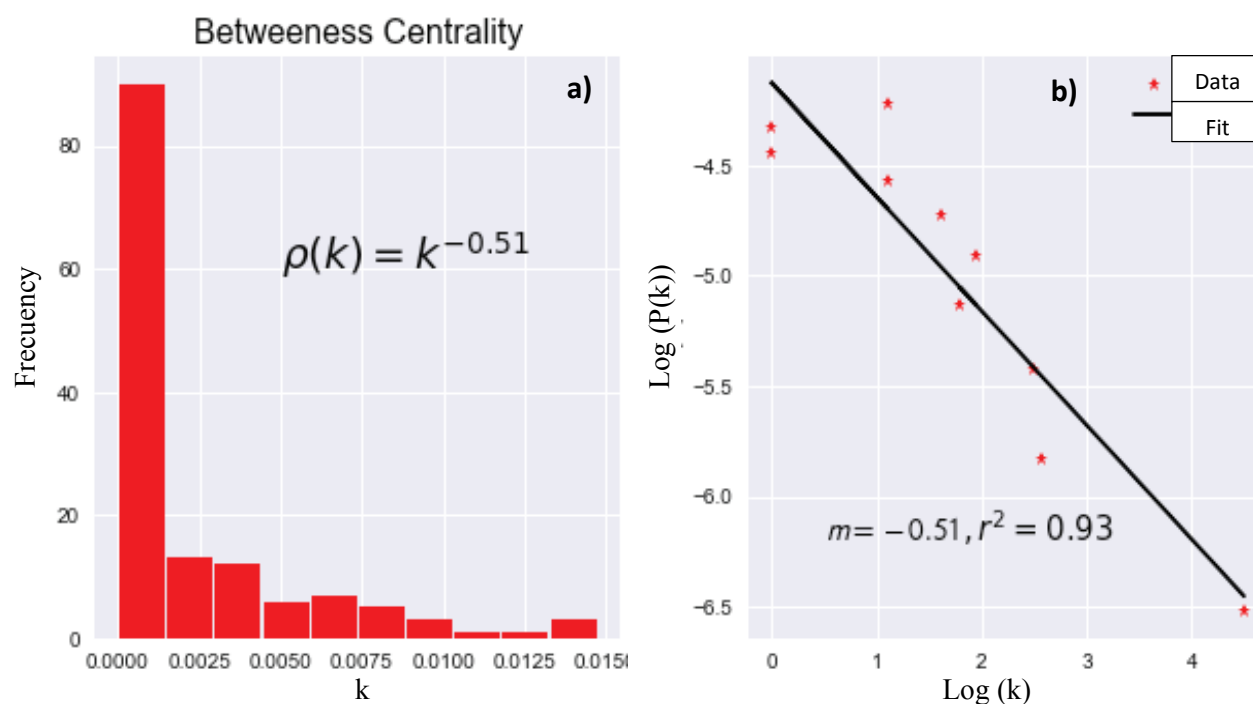 Betweeness Centrality
a)
80
60
40
20
0
Frecuency
ρ(k) = k^−0.51
0.0000 0.0025 0.0050 0.0075 0.0100 0.0125 0.015
k
b)
Data
Fit
−4.5
−5.0
−5.5
−6.0
−6.5
Log (P(k))
m= −0.51, r² = 0.93
0 1 2 3 4
Log (k)